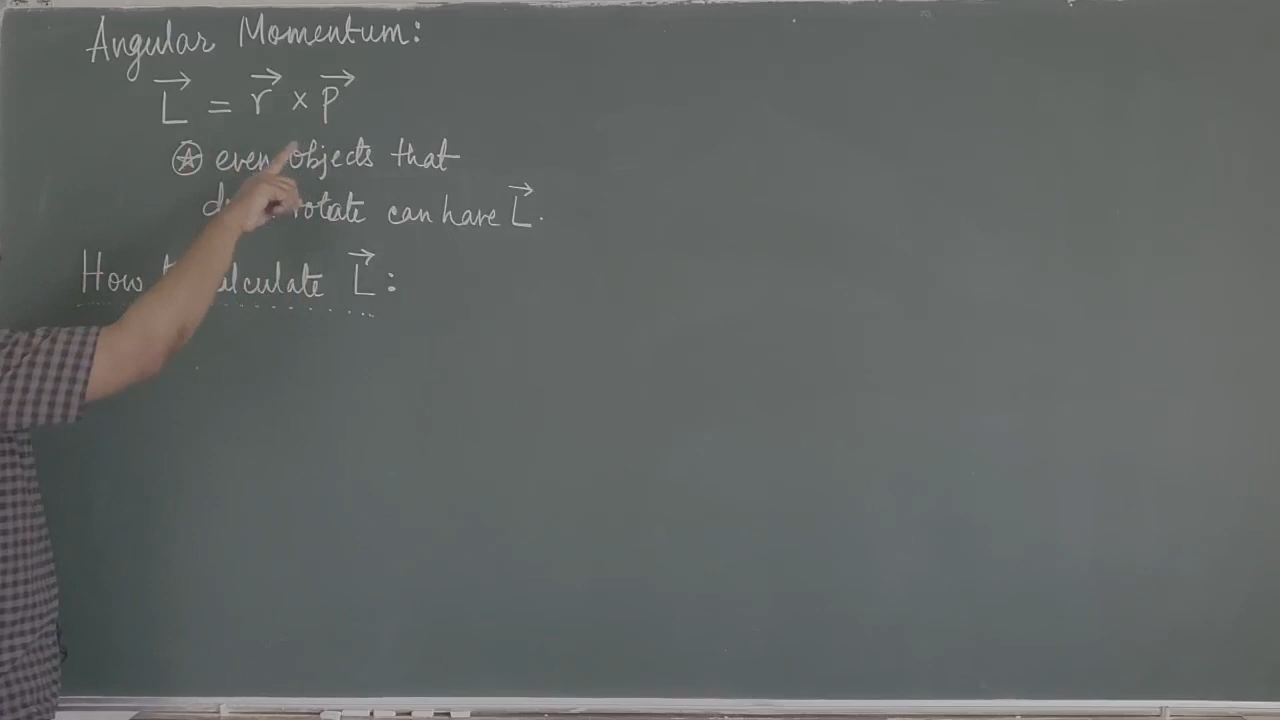 Angular Momentum:
L⃗ = r⃗ × p⃗
⍟ even objects that
rotate can have L⃗.
How calculate L⃗: